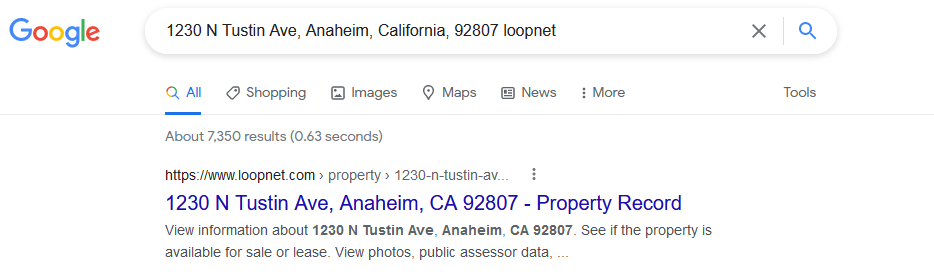 Google
1230 N Tustin Ave, Anaheim, California, 92807 loopnet
All Shopping Images Maps News More Tools
About 7,350 results (0.63 seconds)
https://www.loopnet.com › property › 1230-n-tustin-av...
1230 N Tustin Ave, Anaheim, CA 92807 - Property Record
View information about 1230 N Tustin Ave, Anaheim, CA 92807. See if the property is
available for sale or lease. View photos, public assessor data, ...